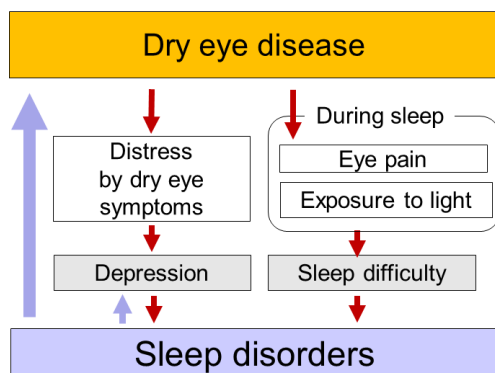 Dry eye disease
Distress
by dry eye
symptoms
Depression
During sleep
Eye pain
Exposure to light
Sleep difficulty
Sleep disorders